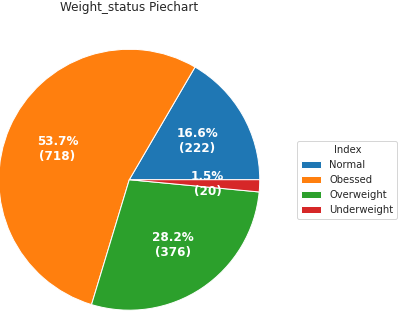 Weight_status Piechart
53.7%
(718)
16.6%
(222)
1.5%
(20)
28.2%
(376)
Index
Normal
Obessed
Overweight
Underweight